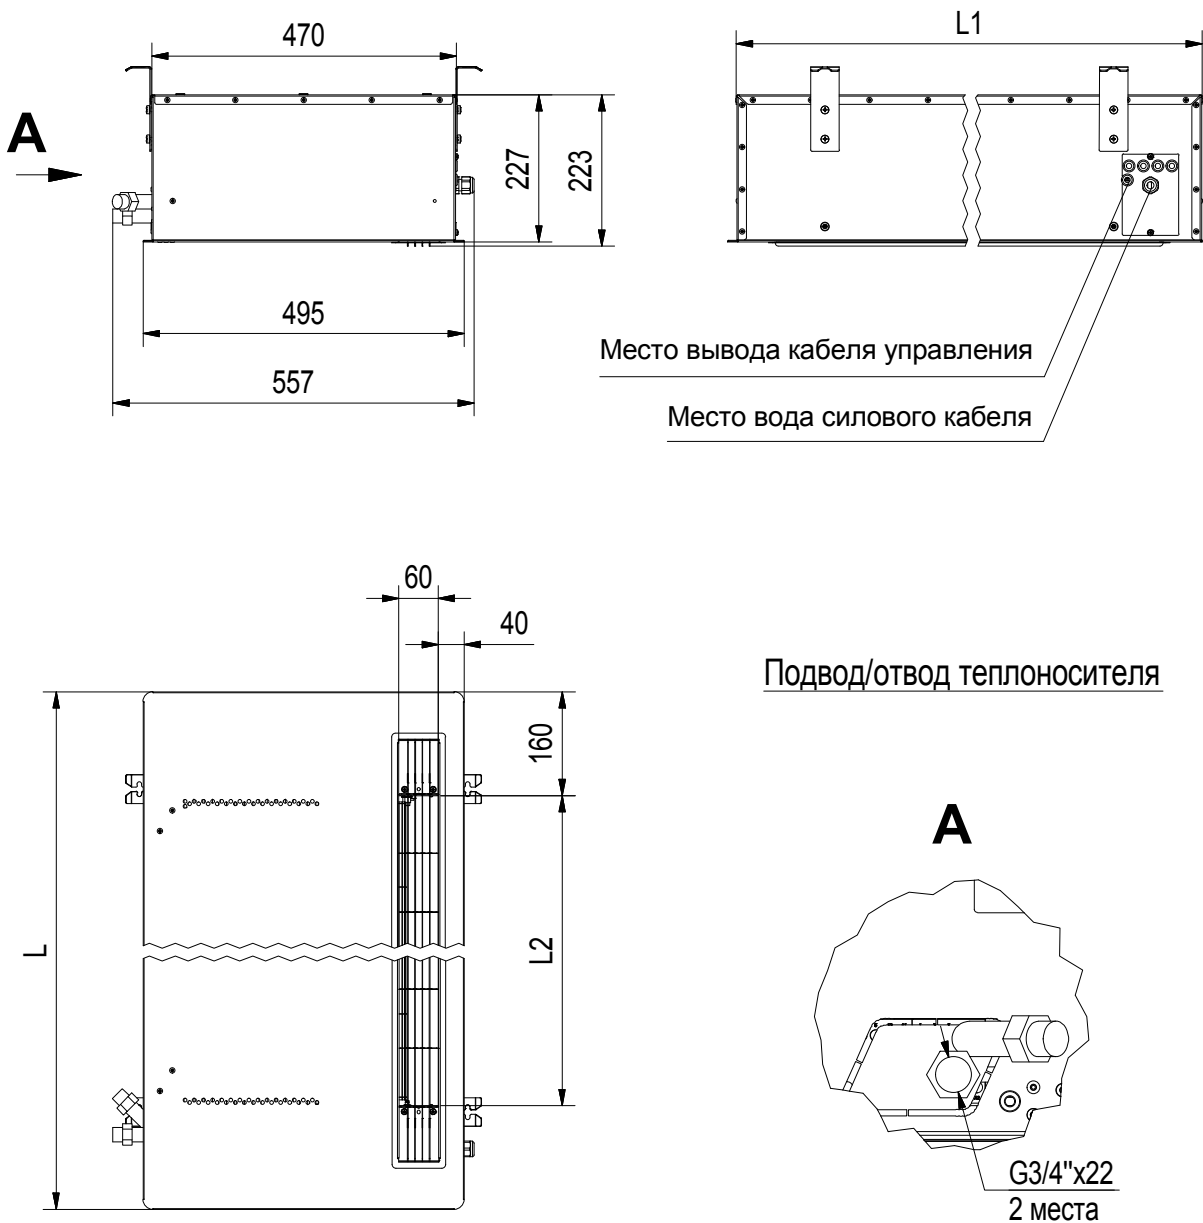 470
L1
A
227
223
495
557
Место вывода кабеля управления
Место вода силового кабеля
60
40
160
L
L2
Подвод/отвод теплоносителя
A
G3/4"x22
2 места